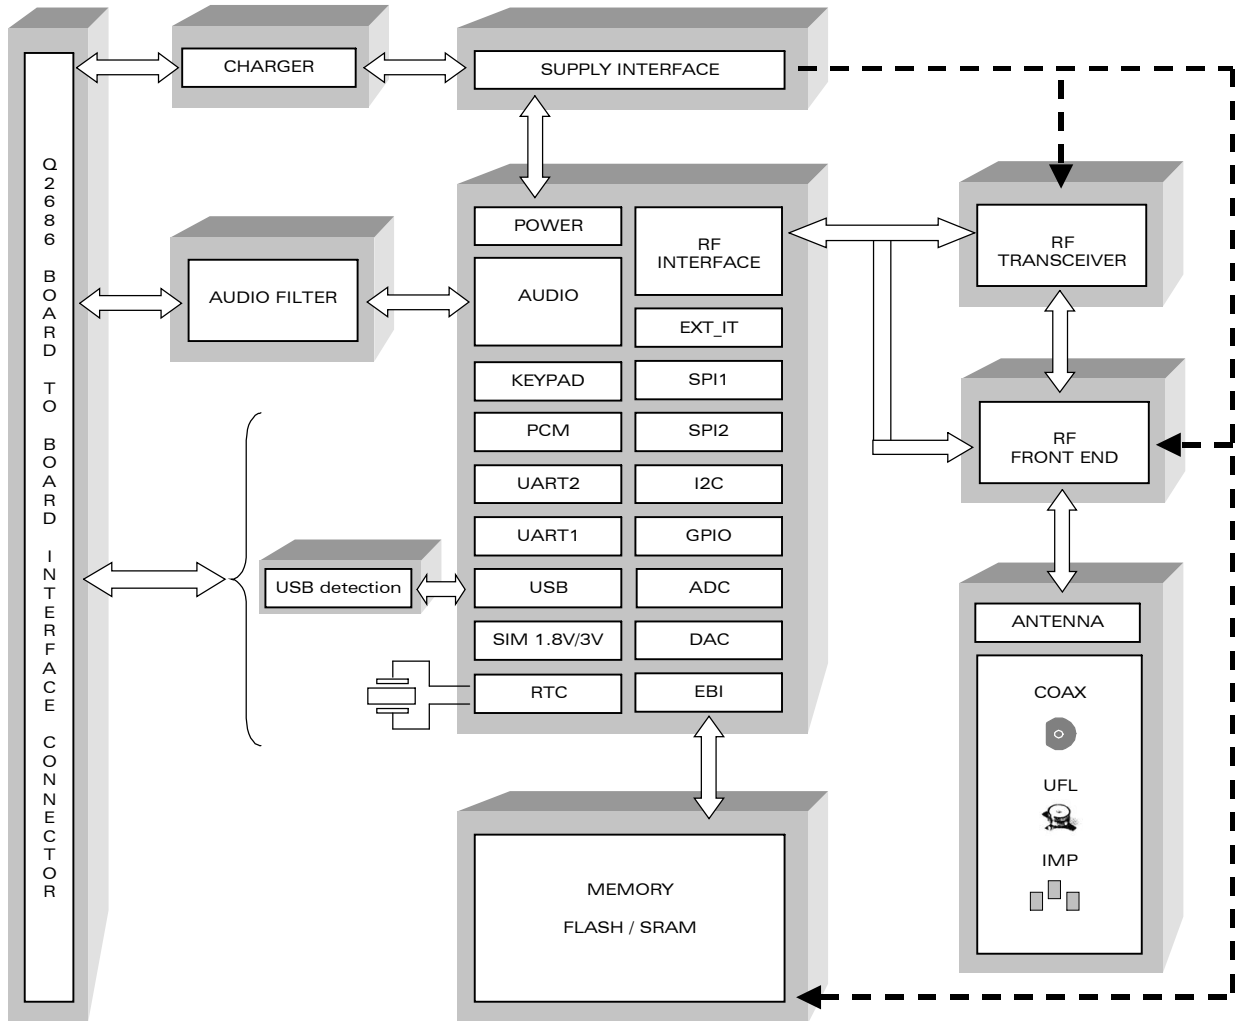 Q2686 BOARD TO BOARD INTERFACE CONNECTOR
CHARGER
SUPPLY INTERFACE
AUDIO FILTER
USB detection
POWER
AUDIO
KEYPAD
PCM
UART2
UART1
USB
SIM 1.8V/3V
RTC
RF
INTERFACE
EXT_IT
SPI1
SPI2
I2C
GPIO
ADC
DAC
EBI
MEMORY
FLASH / SRAM
RF
TRANSCEIVER
RF
FRONT END
ANTENNA
COAX
UFL
IMP